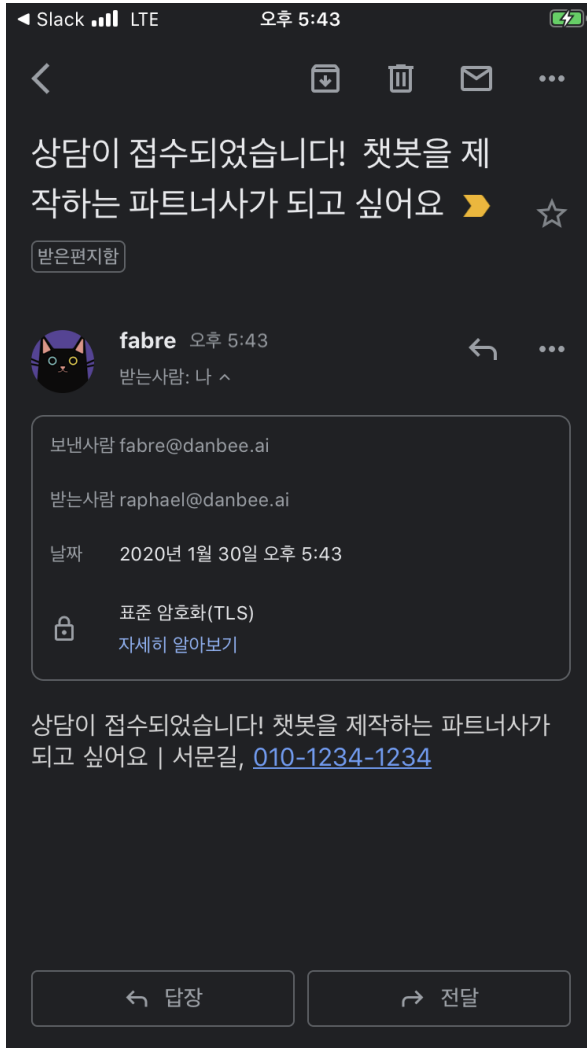 ◀ Slack LTE 오후 5:43
상담이 접수되었습니다! 챗봇을 제
작하는 파트너사가 되고 싶어요
받은편지함
fabre 오후 5:43
받는사람: 나
보낸사람 fabre@danbee.ai
받는사람 raphael@danbee.ai
날짜 2020년 1월 30일 오후 5:43
표준 암호화(TLS)
자세히 알아보기
상담이 접수되었습니다! 챗봇을 제작하는 파트너사가
되고 싶어요 | 서문길, 010-1234-1234
답장 전달